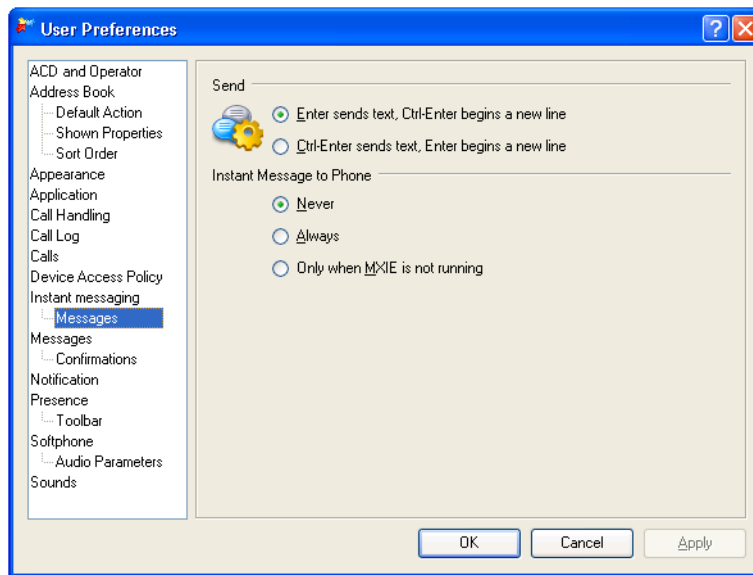 User Preferences
ACD and Operator
Address Book
Default Action
Shown Properties
Sort Order
Appearance
Application
Call Handling
Call Log
Calls
Device Access Policy
Instant messaging
Messages
Messages
Confirmations
Notification
Presence
Toolbar
Softphone
Audio Parameters
Sounds
Send
Enter sends text, Ctrl-Enter begins a new line
Ctrl-Enter sends text, Enter begins a new line
Instant Message to Phone
Never
Always
Only when MXIE is not running
OK
Cancel
Apply